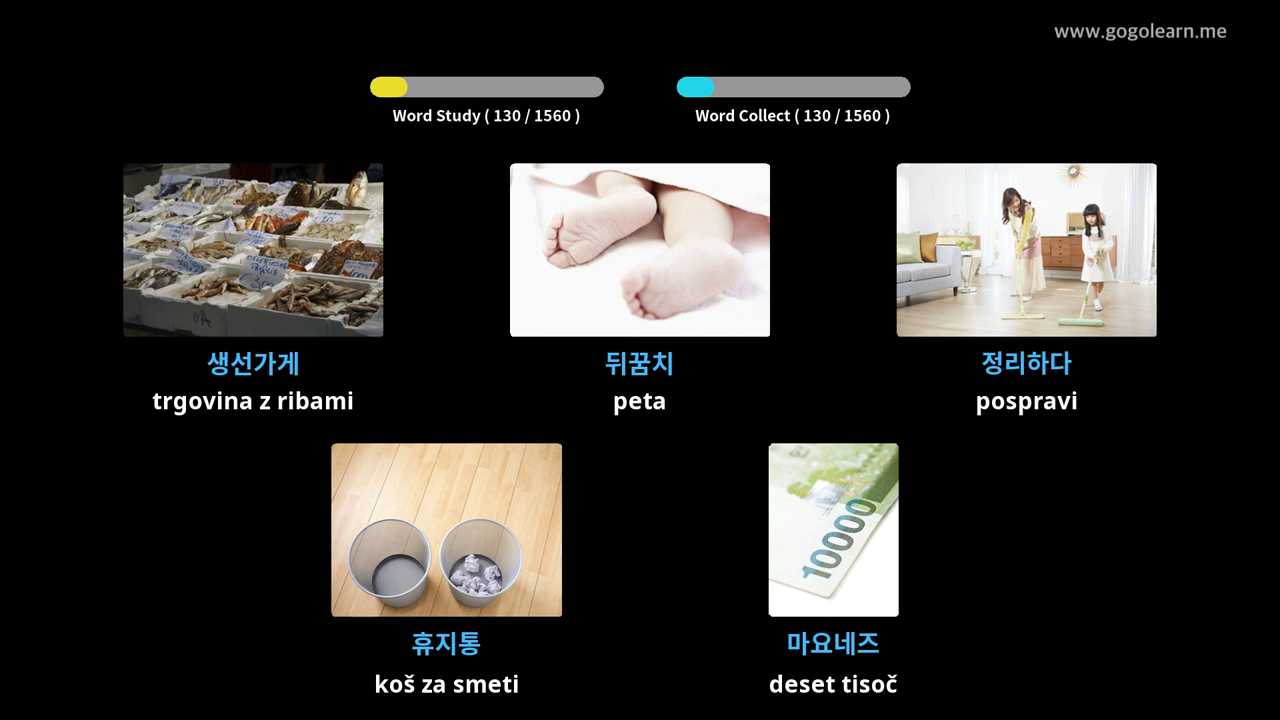 www.gogolearn.me
Word Study ( 130 / 1560 )
Word Collect ( 130 / 1560 )
생선가게
trgovina z ribami
뒤꿈치
peta
정리하다
pospravi
10000
휴지통
koš za smeti
마요네즈
deset tisoč